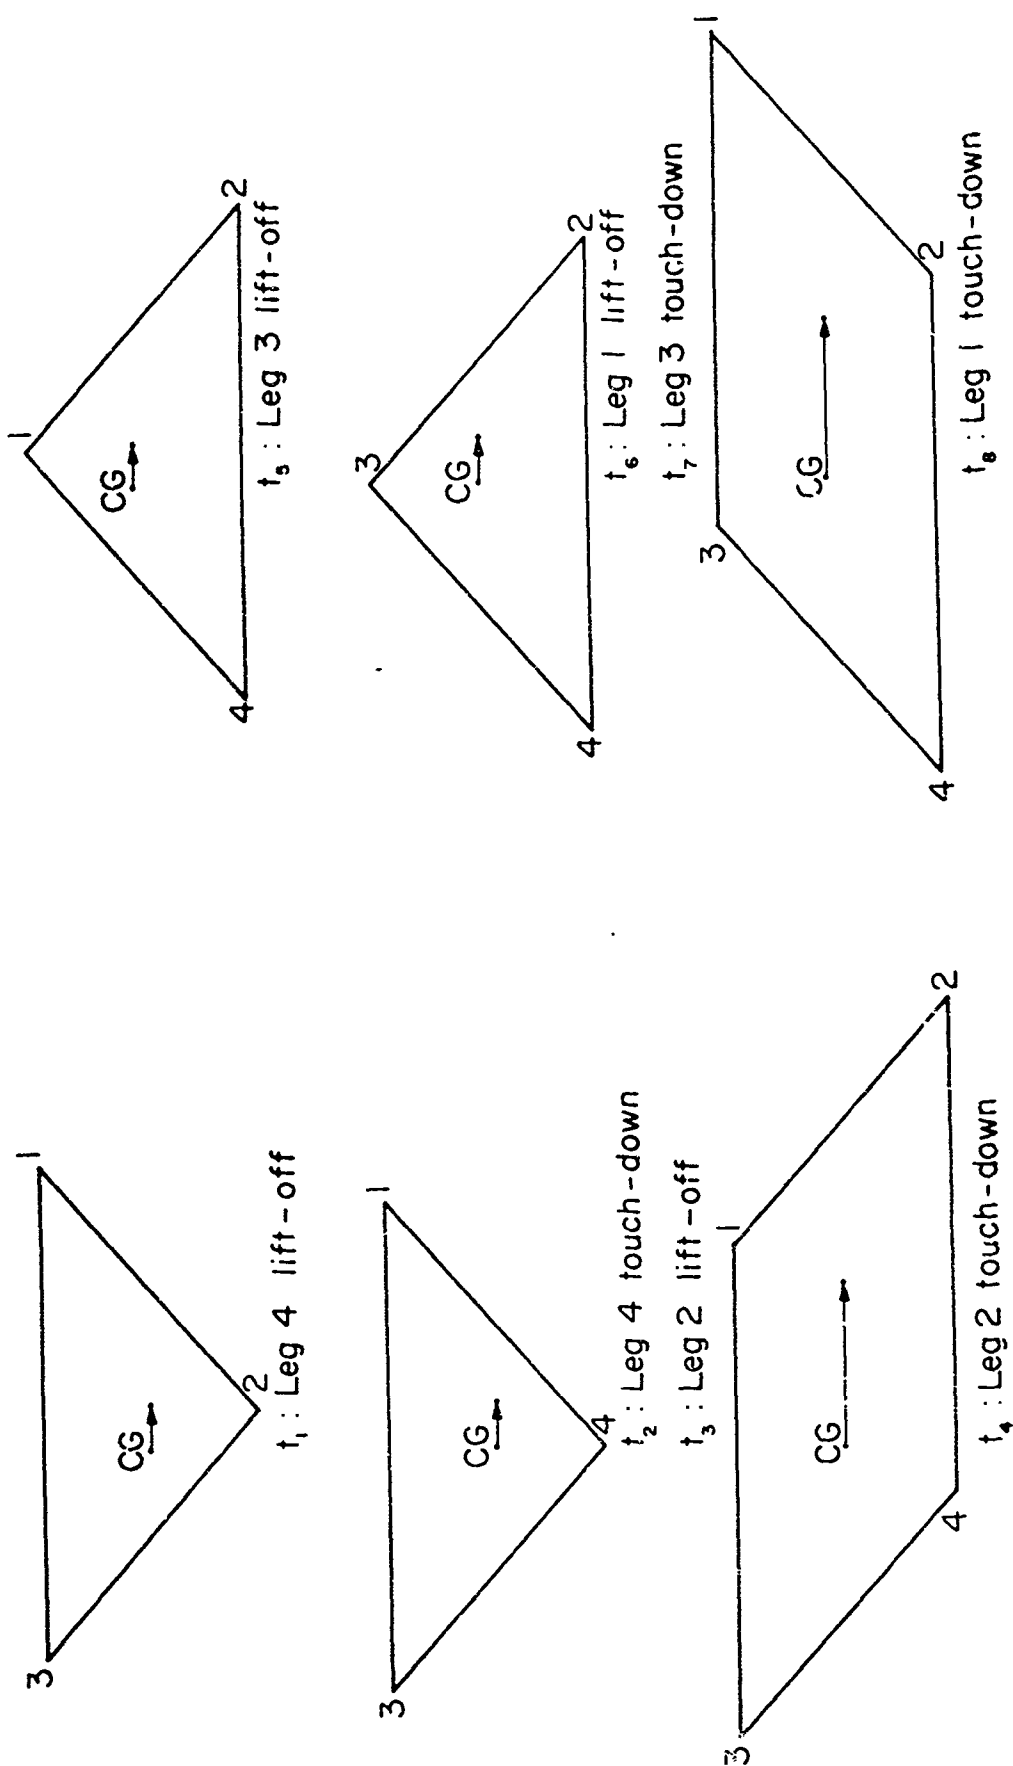 3
1
CG
2
t₁ : Leg 4 lift-off
3
1
CG
4
t₂ : Leg 4 touch-down
t₃ : Leg 2 lift-off
3
1
CG
4
2
t₄ : Leg 2 touch-down
1
CG
4
2
t₅ : Leg 3 lift-off
3
CG
4
2
t₆ : Leg 1 lift-off
t₇ : Leg 3 touch-down
3
1
CG
4
2
t₈ : Leg 1 touch-down